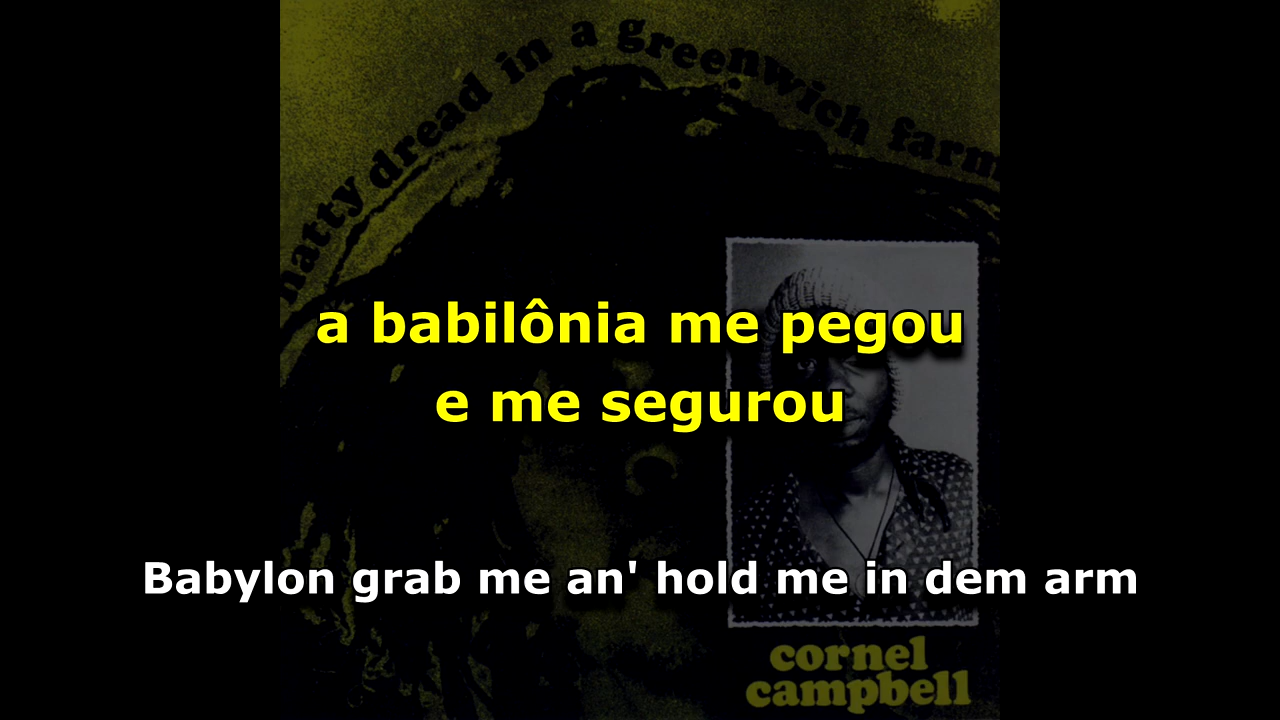 natty dread in a greenwich farm
a babilônia me pegou
e me segurou
Babylon grab me an' hold me in dem arm
cornel
campbell